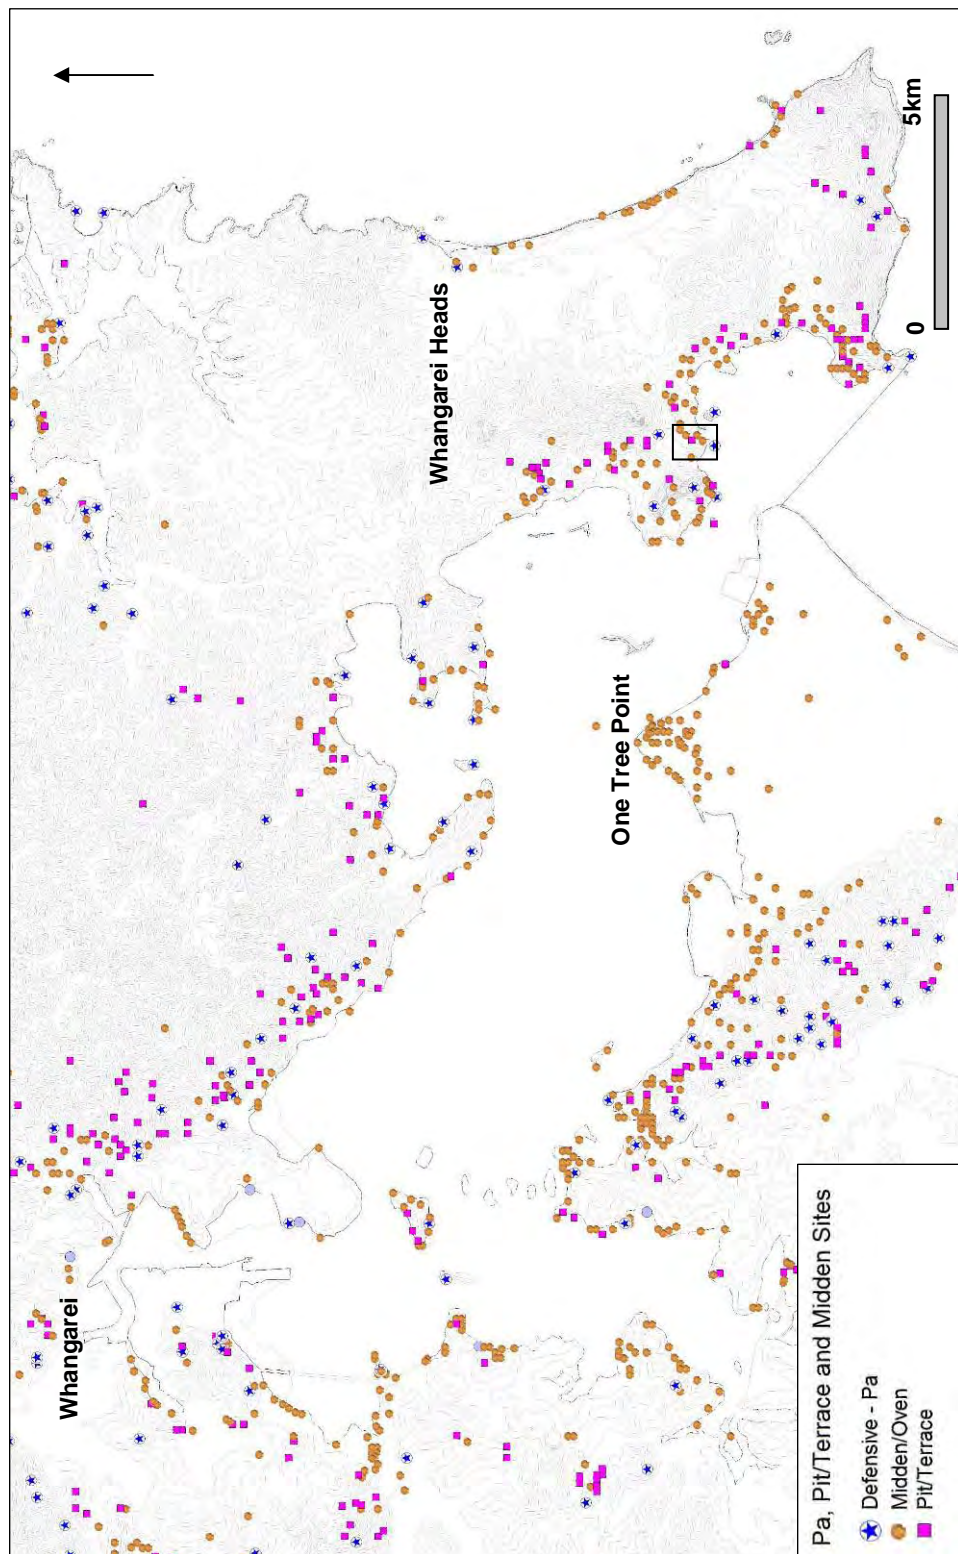 Whangarei
Whangarei Heads
One Tree Point
0
5km
Pa, Pit/Terrace and Midden Sites
Defensive - Pa
Midden/Oven
Pit/Terrace